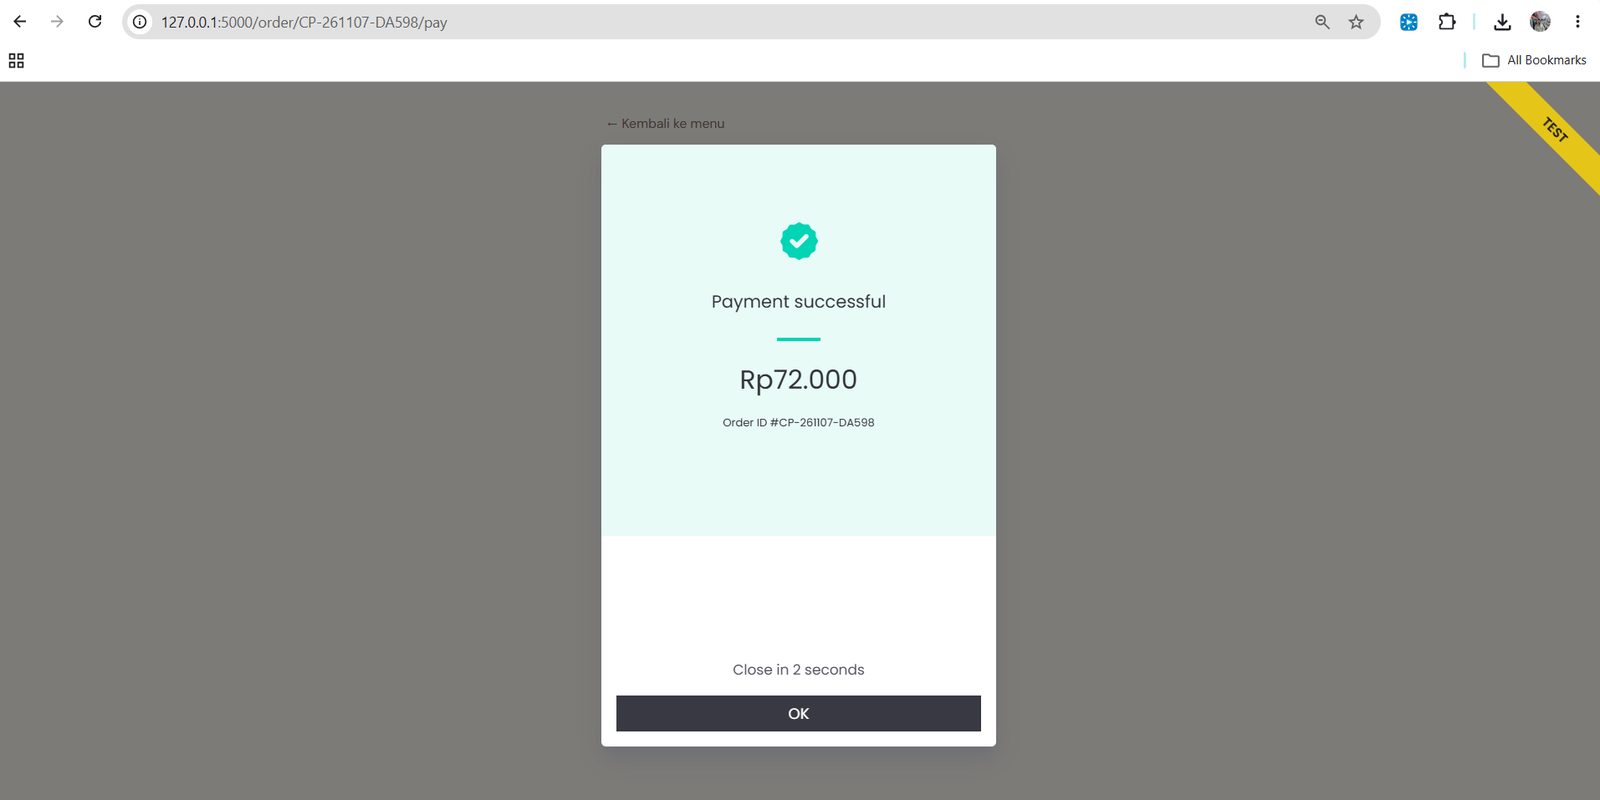 127.0.0.1:5000/order/CP-261107-DA598/pay
All Bookmarks
← Kembali ke menu
TEST
Payment successful
Rp72.000
Order ID #CP-261107-DA598
Close in 2 seconds
OK